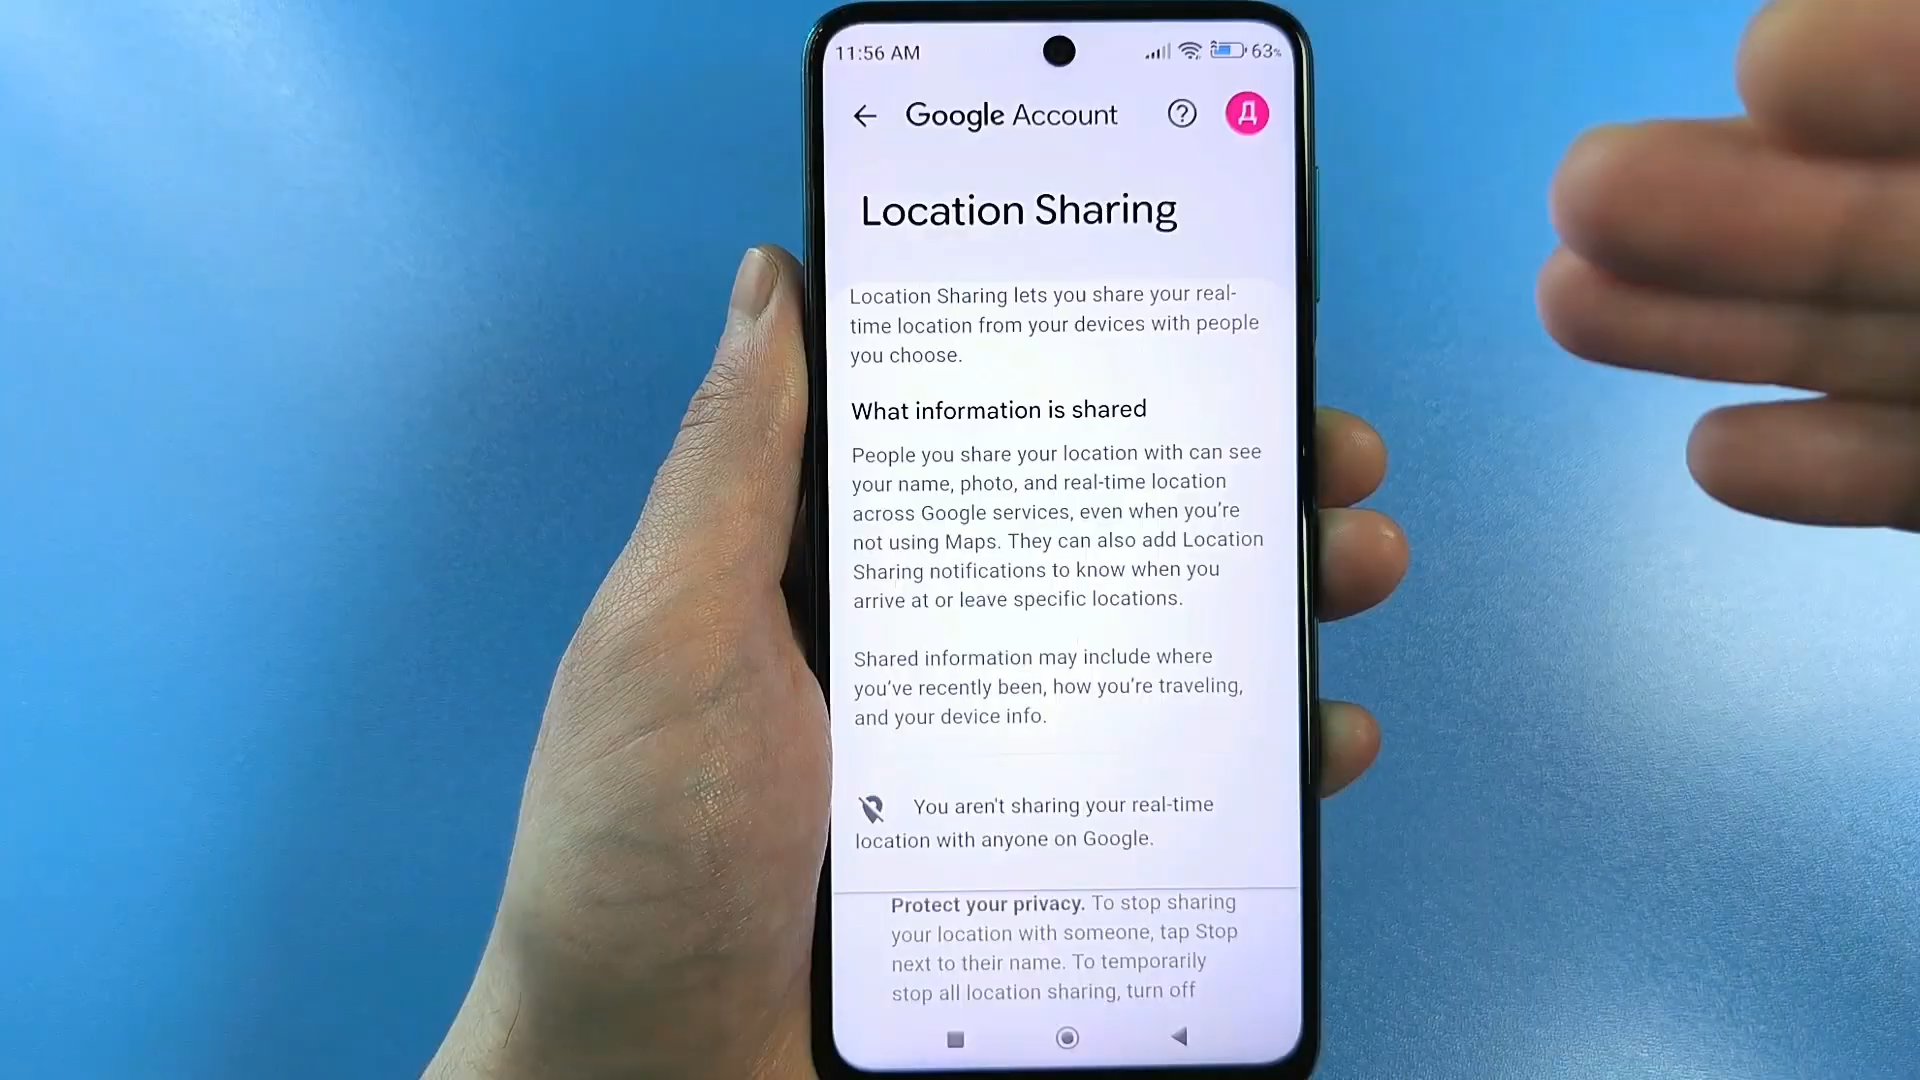 11:56 AM
63%
Google Account
Д
Location Sharing
Location Sharing lets you share your real-
time location from your devices with people
you choose.
What information is shared
People you share your location with can see
your name, photo, and real-time location
across Google services, even when you’re
not using Maps. They can also add Location
Sharing notifications to know when you
arrive at or leave specific locations.
Shared information may include where
you’ve recently been, how you’re traveling,
and your device info.
You aren't sharing your real-time
location with anyone on Google.
Protect your privacy. To stop sharing
your location with someone, tap Stop
next to their name. To temporarily
stop all location sharing, turn off